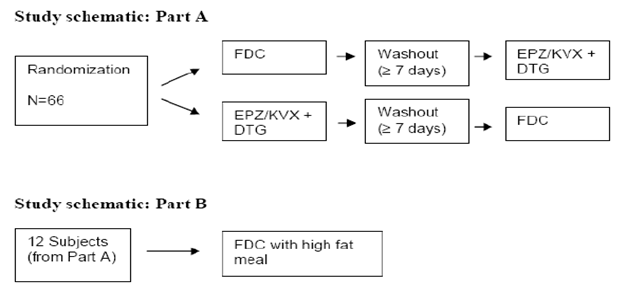 Study schematic: Part A
Randomization
N=66
FDC
Washout
(≥ 7 days)
EPZ/KVX +
DTG
EPZ/KVX +
DTG
Washout
(≥ 7 days)
FDC
Study schematic: Part B
12 Subjects
(from Part A)
FDC with high fat
meal